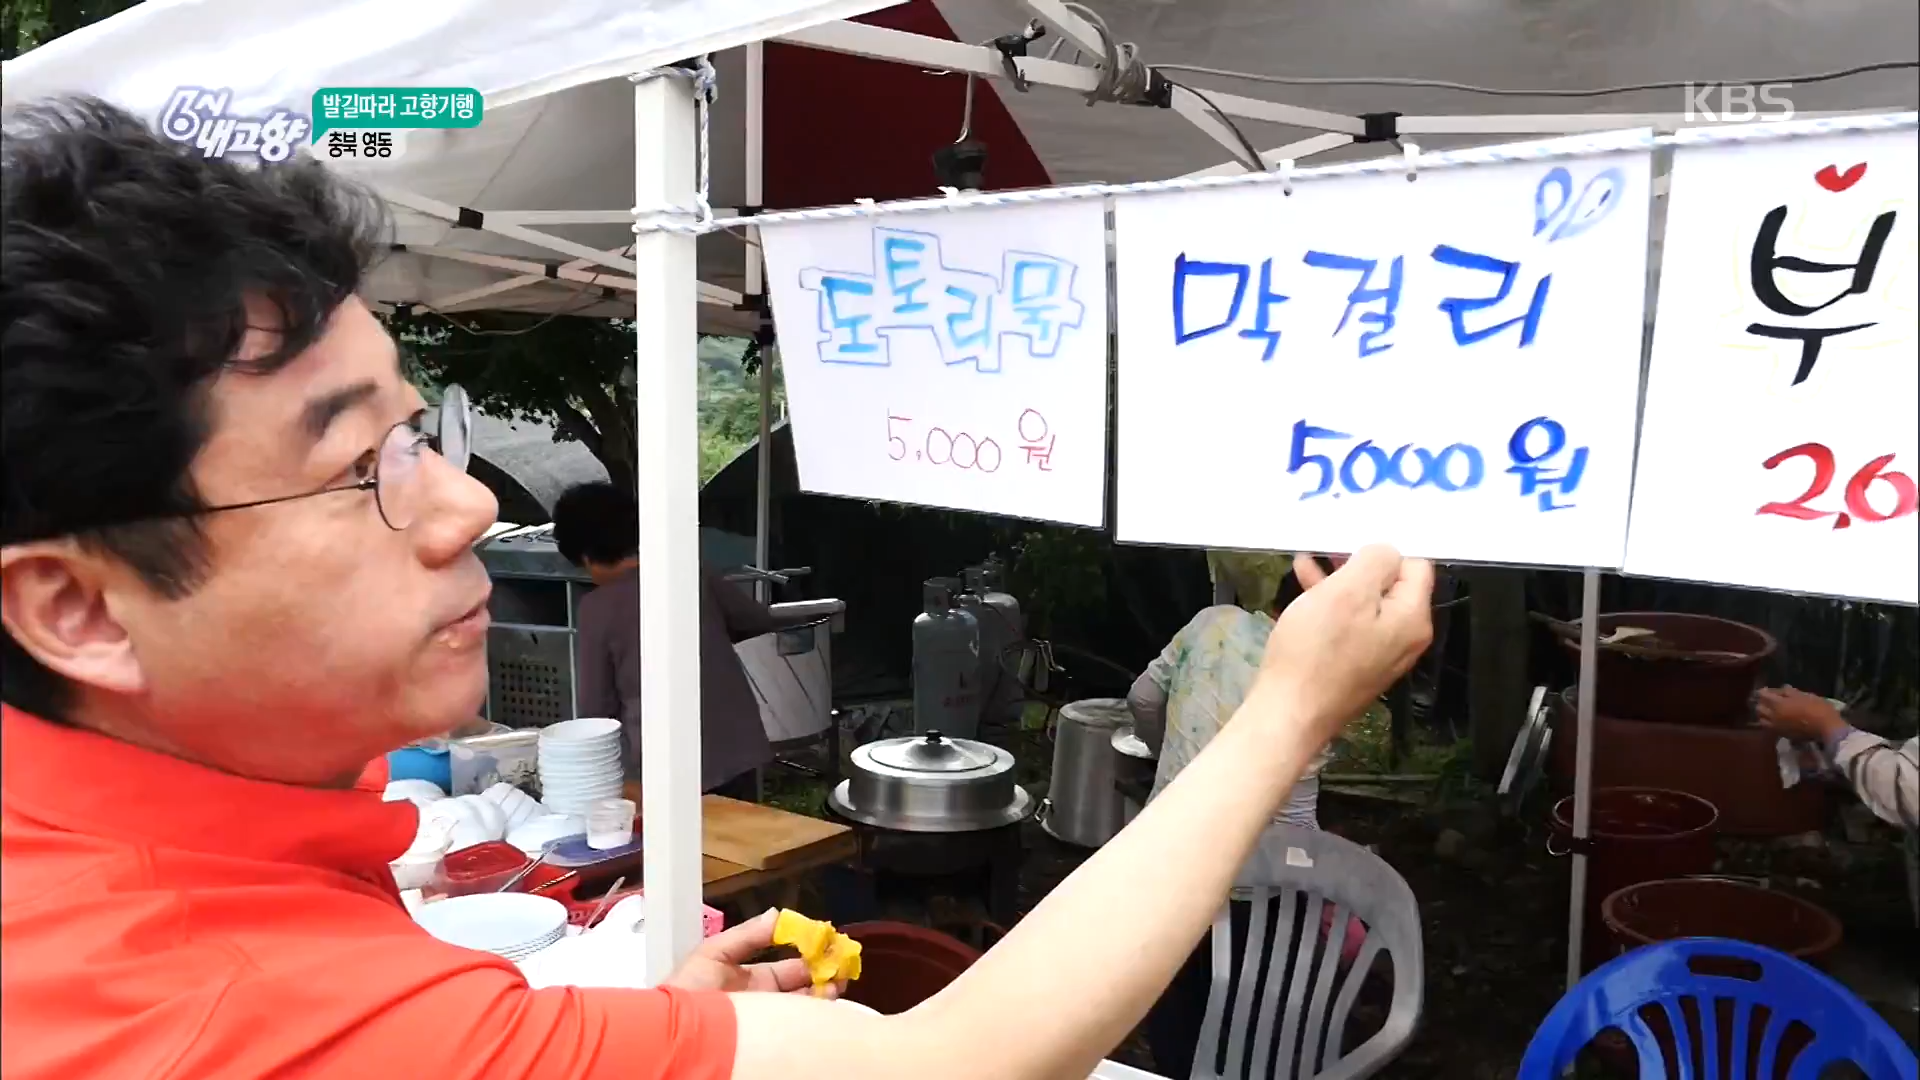 6시
내고향
발길따라 고향기행
충북 영동
KBS
도토리묵
5,000원
막걸리
5,000원
부
2,0